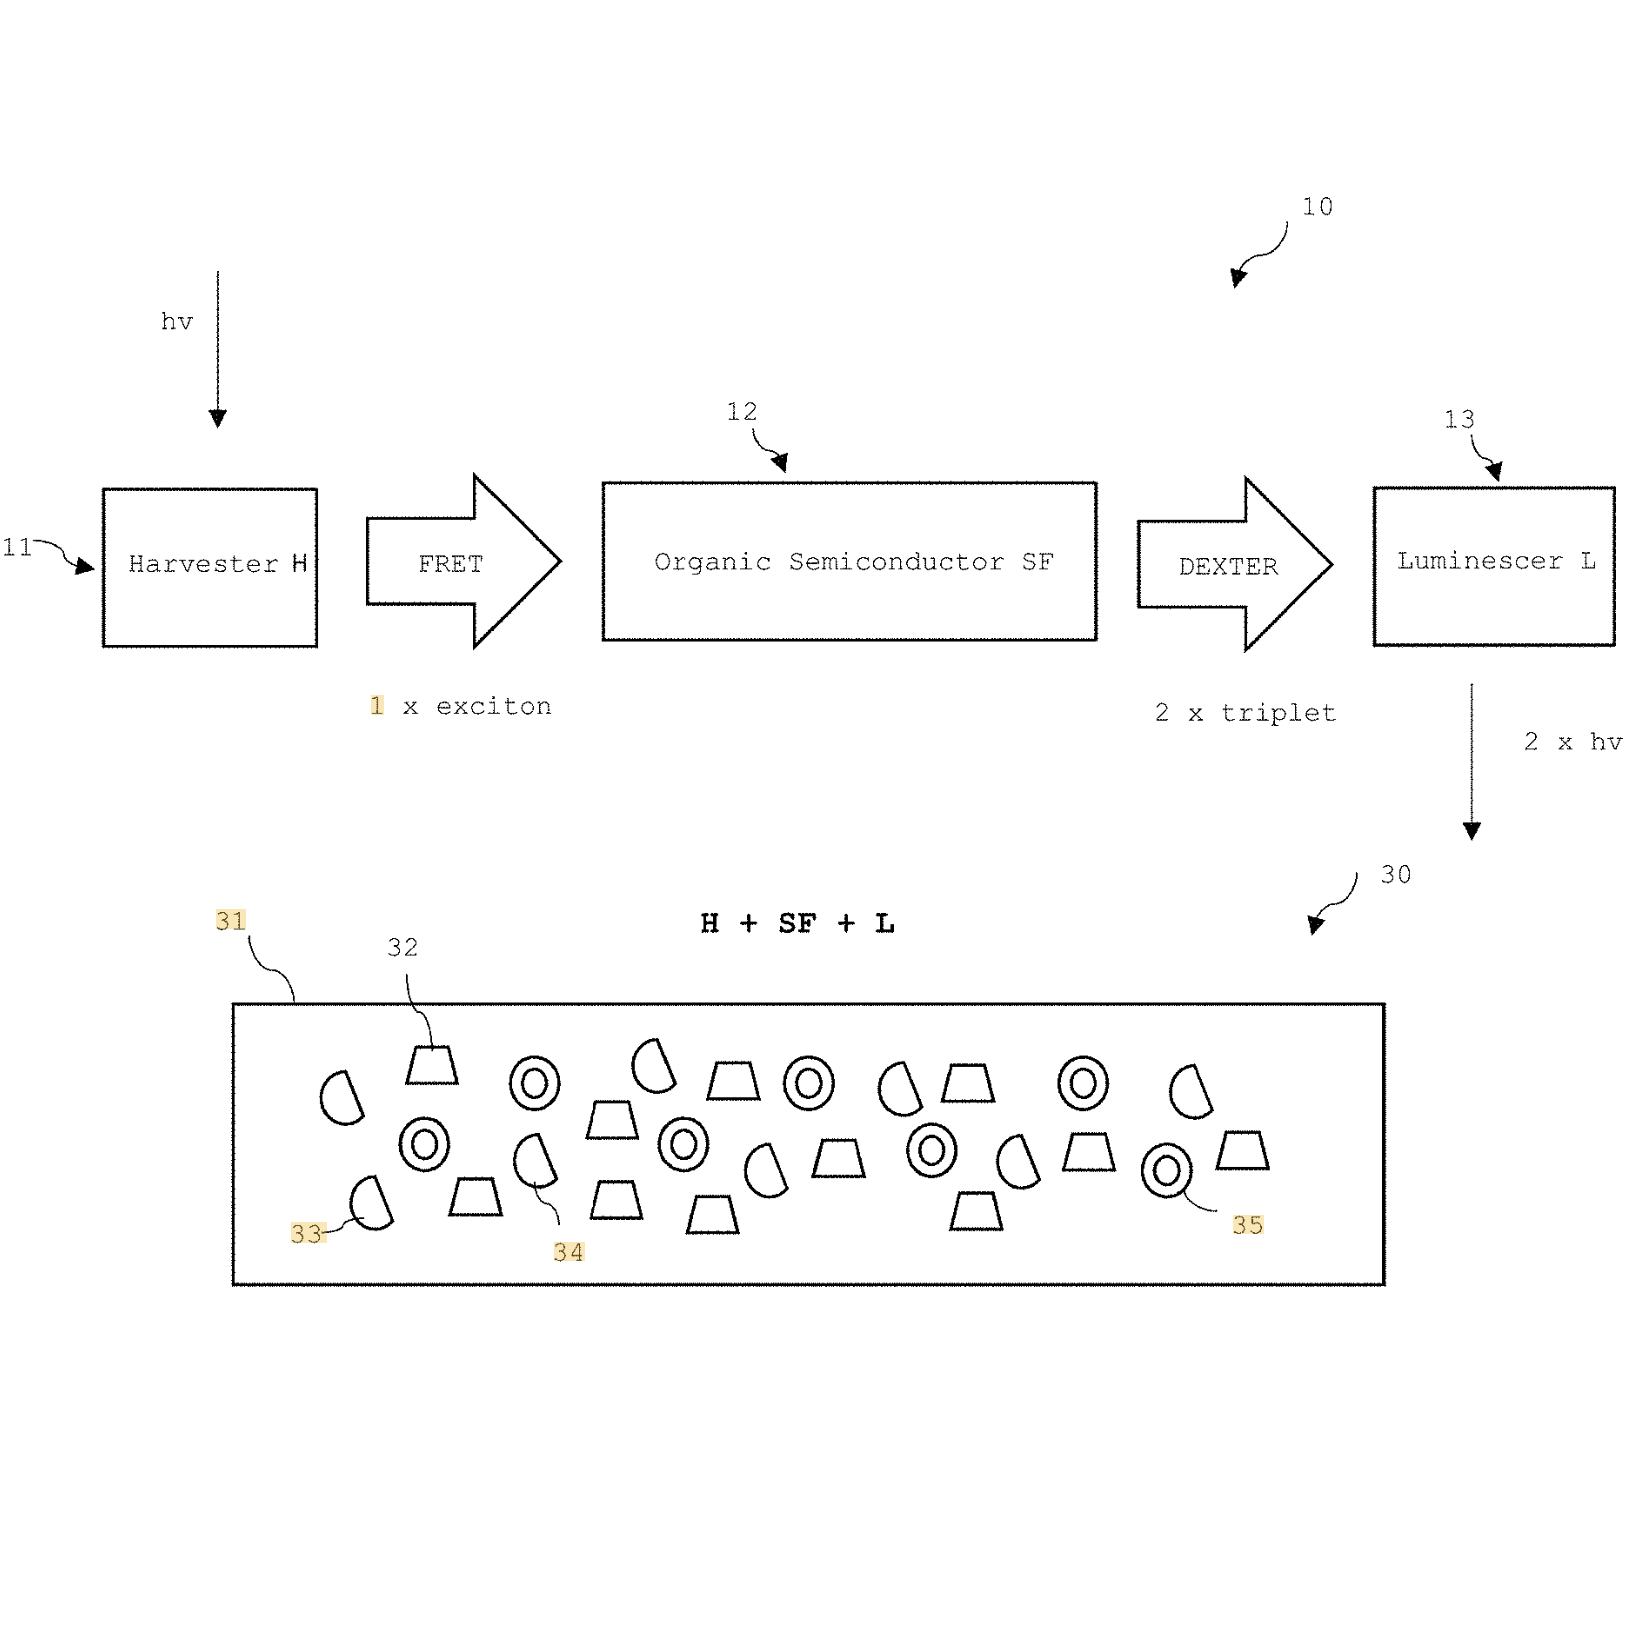 10
hv
12
13
11
Harvester H
FRET
Organic Semiconductor SF
DEXTER
Luminescer L
1 x exciton
2 x triplet
2 x hv
30
31
H + SF + L
32
33
34
35